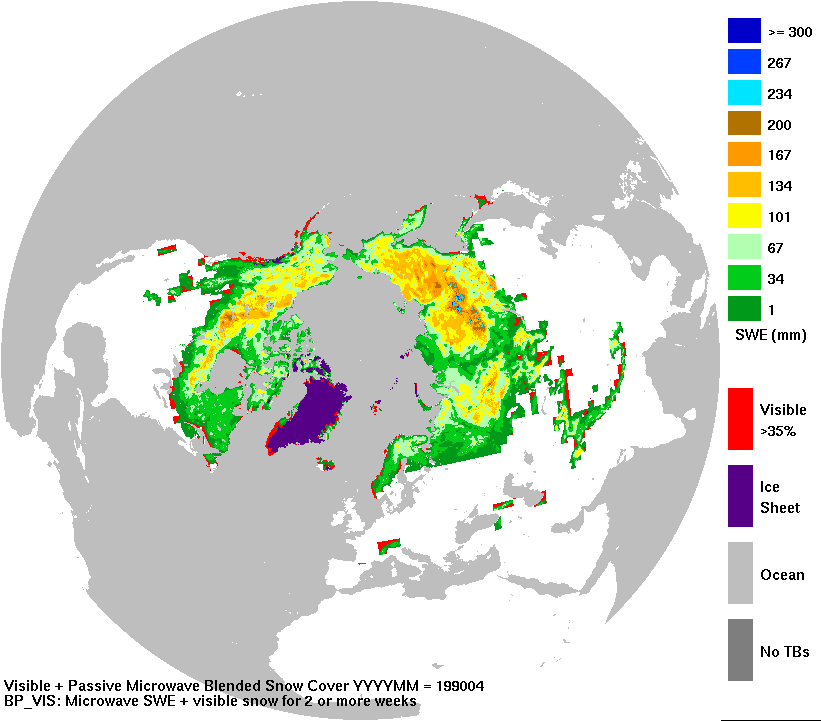 >= 300
267
234
200
167
134
101
67
34
1
SWE (mm)
Visible
>35%
Ice
Sheet
Ocean
No TBs
Visible + Passive Microwave Blended Snow Cover YYYYMM = 199004
BP_VIS: Microwave SWE + visible snow for 2 or more weeks